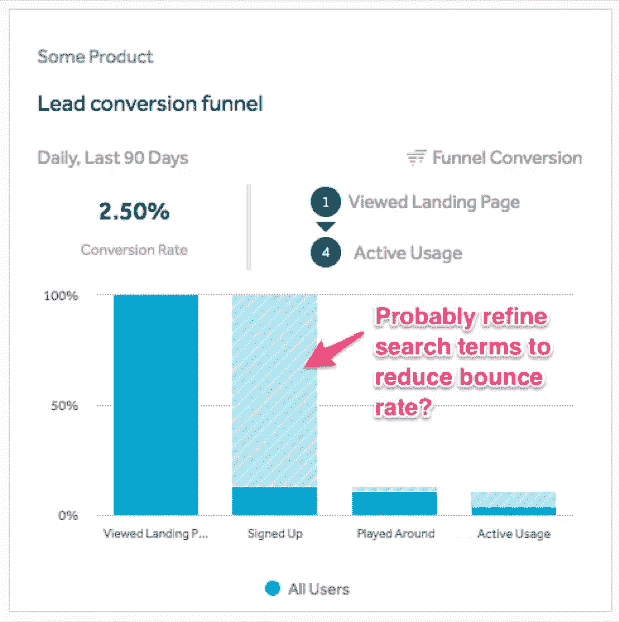 Some Product
Lead conversion funnel
Daily, Last 90 Days
Funnel Conversion
2.50%
Conversion Rate
1 Viewed Landing Page
4 Active Usage
100%
50%
0%
Probably refine
search terms to
reduce bounce
rate?
Viewed Landing P...
Signed Up
Played Around
Active Usage
All Users